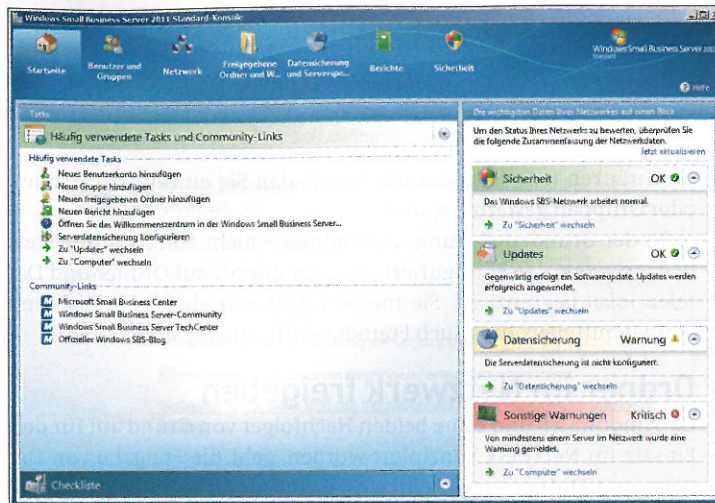 Windows Small Business Server 2011 Standard-Konsole
Startseite
Benutzer und Gruppen
Netzwerk
Freigegebene Ordner und W...
Datensicherung und Serverspe...
Berichte
Sicherheit
Windows Small Business Server 2011
Standard
Hilfe
Tasks
Häufig verwendete Tasks und Community-Links
Häufig verwendete Tasks
Neues Benutzerkonto hinzufügen
Neue Gruppe hinzufügen
Neuen freigegebenen Ordner hinzufügen
Neuen Bericht hinzufügen
Öffnen Sie das Willkommenszentrum in der Windows Small Business Server...
Serverdatensicherung konfigurieren
Zu "Updates" wechseln
Zu "Computer" wechseln
Community-Links
Microsoft Small Business Center
Windows Small Business Server-Community
Windows Small Business Server TechCenter
Offizieller Windows SBS-Blog
Checkliste
Die wichtigsten Daten Ihres Netzwerkes auf einen Blick
Um den Status Ihres Netzwerks zu bewerten, überprüfen Sie
die folgende Zusammenfassung der Netzwerkdaten.
Jetzt aktualisieren
Sicherheit OK
Das Windows SBS-Netzwerk arbeitet normal.
Zu "Sicherheit" wechseln
Updates OK
Gegenwärtig erfolgt ein Softwareupdate. Updates werden
erfolgreich angewendet.
Zu "Updates" wechseln
Datensicherung Warnung
Die Serverdatensicherung ist nicht konfiguriert.
Zu "Datensicherung" wechseln
Sonstige Warnungen Kritisch
Von mindestens einem Server im Netzwerk wurde eine
Warnung gemeldet.
Zu "Computer" wechseln